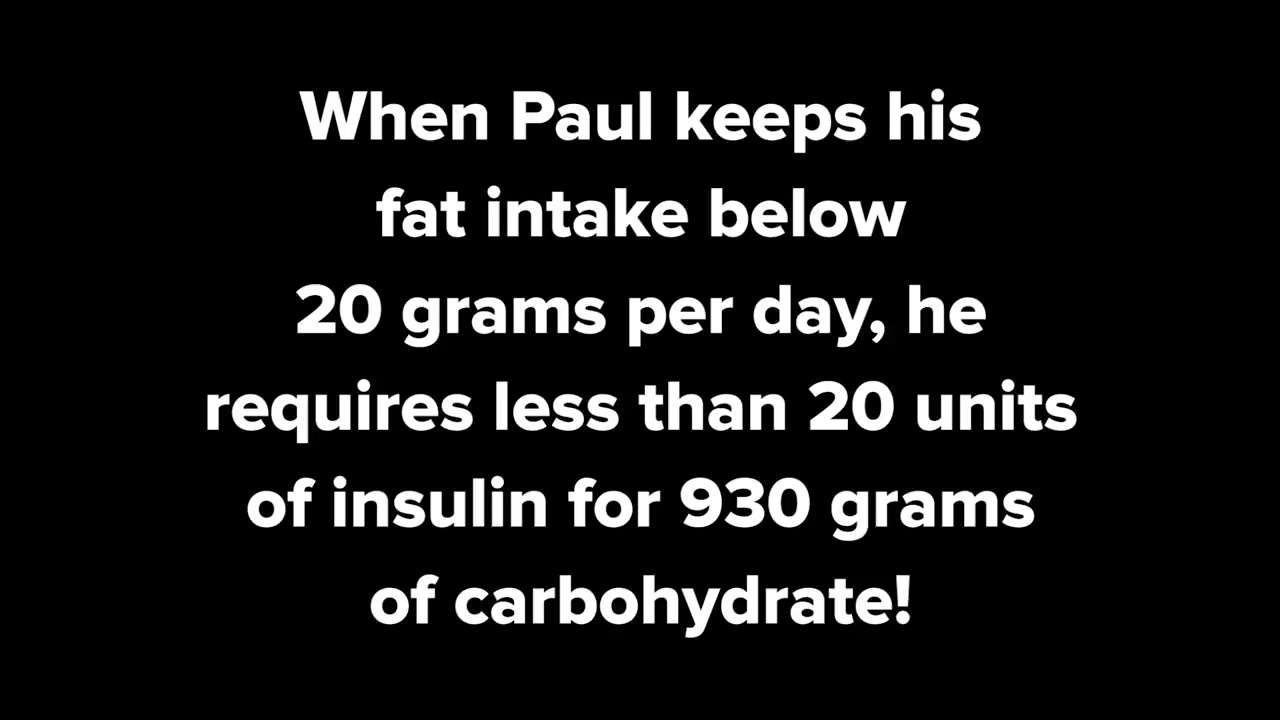 When Paul keeps his
fat intake below
20 grams per day, he
requires less than 20 units
of insulin for 930 grams
of carbohydrate!